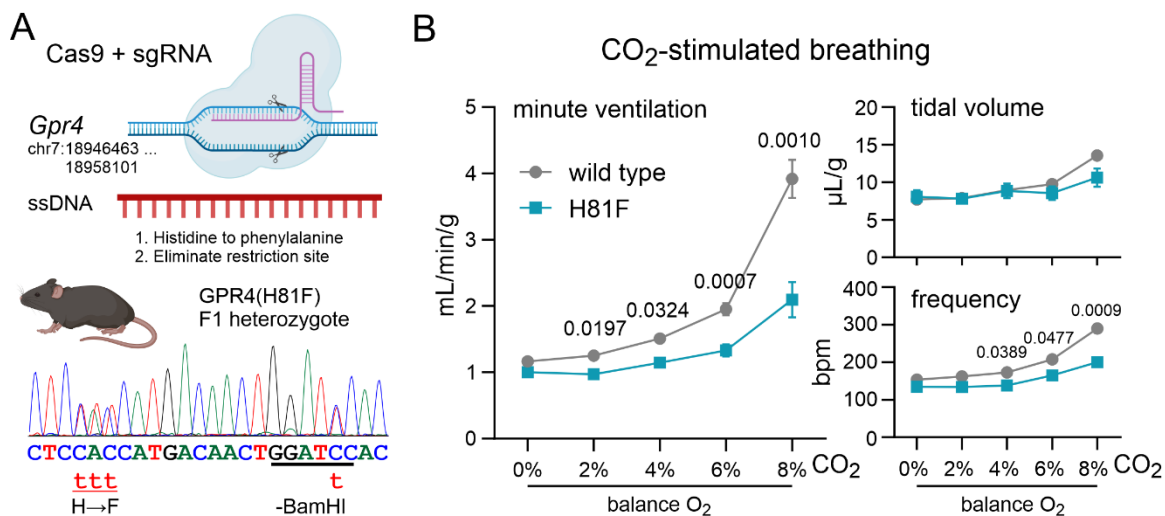 A
Cas9 + sgRNA
Gpr4
chr7:18946463 ...
18958101
ssDNA
1. Histidine to phenylalanine
2. Eliminate restriction site
GPR4(H81F)
F1 heterozygote
CTCCACCATGACAACTGGATCCAC
ttt t
H→F -BamHI
B
CO₂-stimulated breathing
minute ventilation
wild type
H81F
mL/min/g
5
4
3
2
1
0
0.0197
0.0324
0.0007
0.0010
0% 2% 4% 6% 8% CO₂
balance O₂
tidal volume
µL/g
20
15
10
5
0
frequency
bpm
400
300
200
100
0
0.0389
0.0477
0.0009
0% 2% 4% 6% 8% CO₂
balance O₂